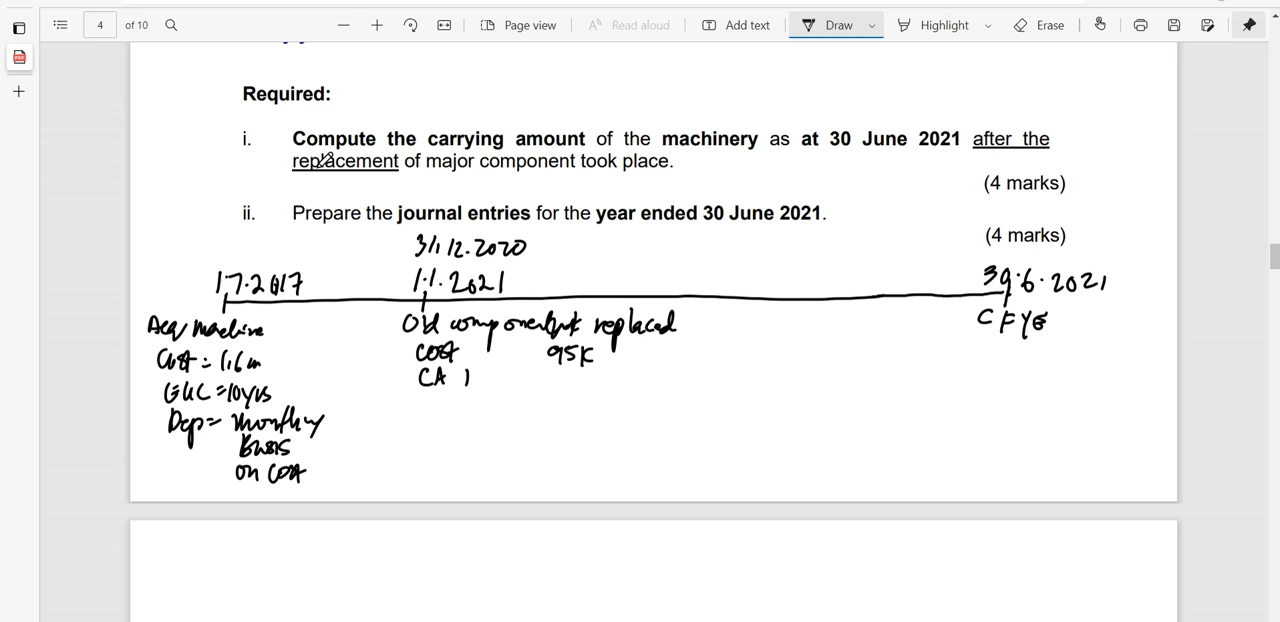 4 of 10 Page view Read aloud Add text Draw Highlight Erase
Required:
i. Compute the carrying amount of the machinery as at 30 June 2021 after the
replacement of major component took place.
(4 marks)
ii. Prepare the journal entries for the year ended 30 June 2021.
(4 marks)
31.12.2020
1.7.2017 1.1.2021 30.6.2021
Acq machine Old component replaced CFYE
Cost = 1.6m cost 95K
EUL = 10yrs CA
Dep = monthly
basis
on cost